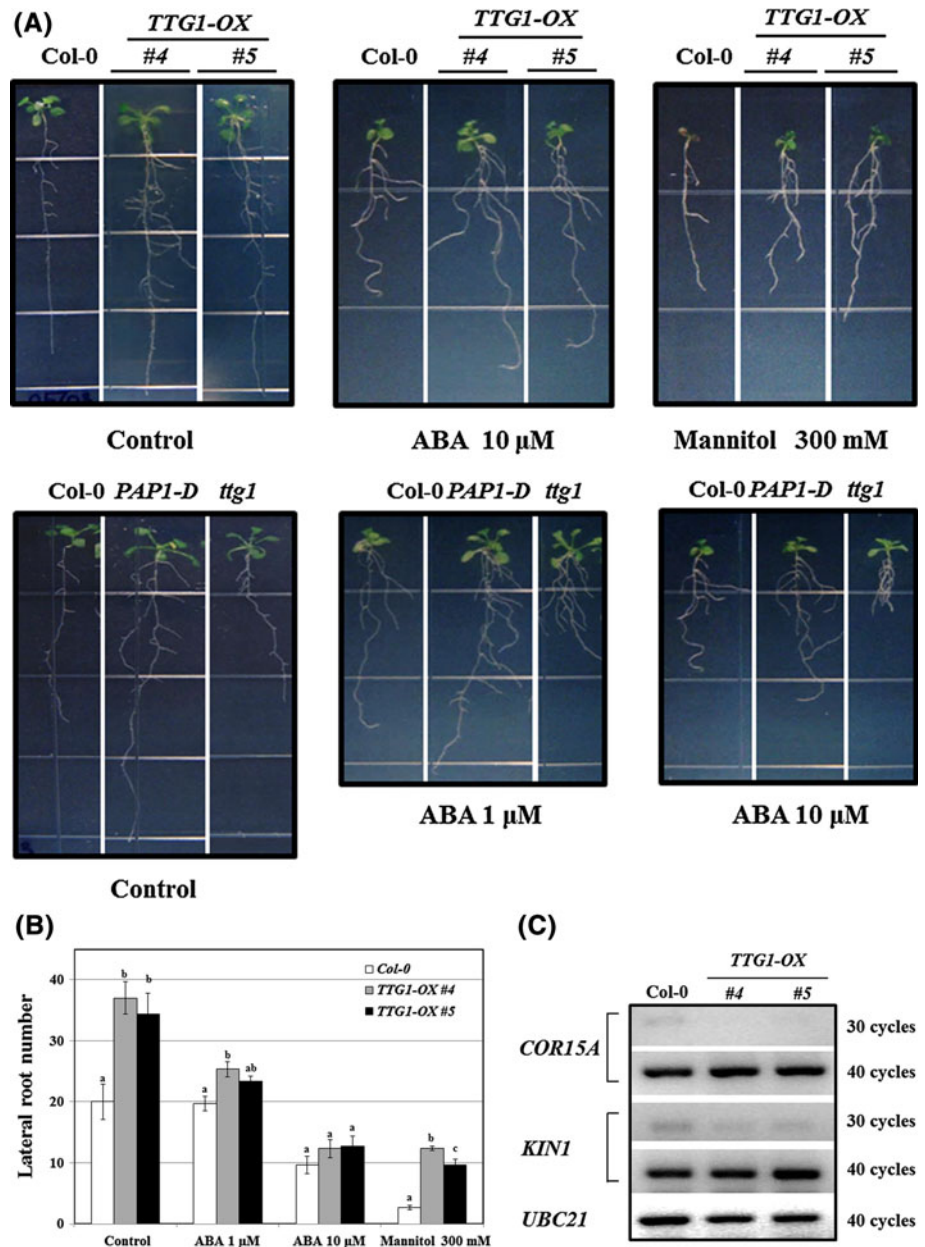 (A)
TTG1-OX
Col-0 #4 #5
TTG1-OX
Col-0 #4 #5
TTG1-OX
Col-0 #4 #5
Control
ABA 10 μM
Mannitol 300 mM
Col-0 PAP1-D ttg1
Col-0 PAP1-D ttg1
Col-0 PAP1-D ttg1
Control
ABA 1 μM
ABA 10 μM
(B)
Lateral root number
40
30
20
10
0
a b b
a b ab
a a a
a b c
Col-0
TTG1-OX #4
TTG1-OX #5
Control
ABA 1 μM
ABA 10 μM
Mannitol 300 mM
(C)
TTG1-OX
Col-0 #4 #5
COR15A
30 cycles
40 cycles
KIN1
30 cycles
40 cycles
UBC21
40 cycles